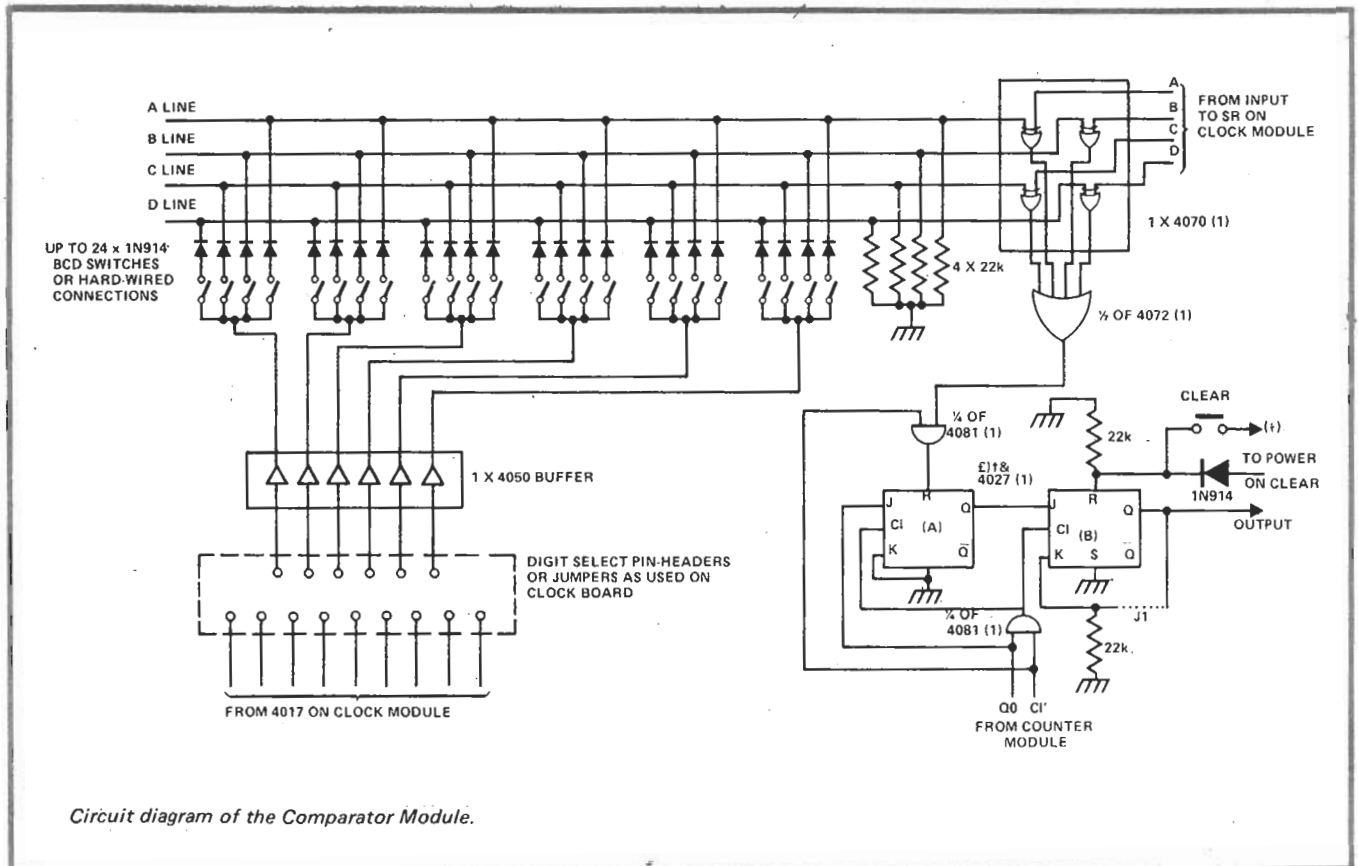 A LINE
B LINE
C LINE
D LINE
UP TO 24 x 1N914
BCD SWITCHES
OR HARD-WIRED
CONNECTIONS
A
B
C
D
FROM INPUT
TO SR ON
CLOCK MODULE
1 X 4070 (1)
4 X 22k
½ OF 4072 (1)
1 X 4050 BUFFER
DIGIT SELECT PIN-HEADERS
OR JUMPERS AS USED ON
CLOCK BOARD
FROM 4017 ON CLOCK MODULE
¼ OF
4081 (1)
£)†&
4027 (1)
22k
CLEAR
(+)
TO POWER
ON CLEAR
1N914
OUTPUT
J
R
Q
Cl
(A)
K
Q̅
J
R
Q
Cl
(B)
K
S
Q̅
¼ OF
4081 (1)
J1
22k.
Q0
Cl'
FROM COUNTER
MODULE
Circuit diagram of the Comparator Module.